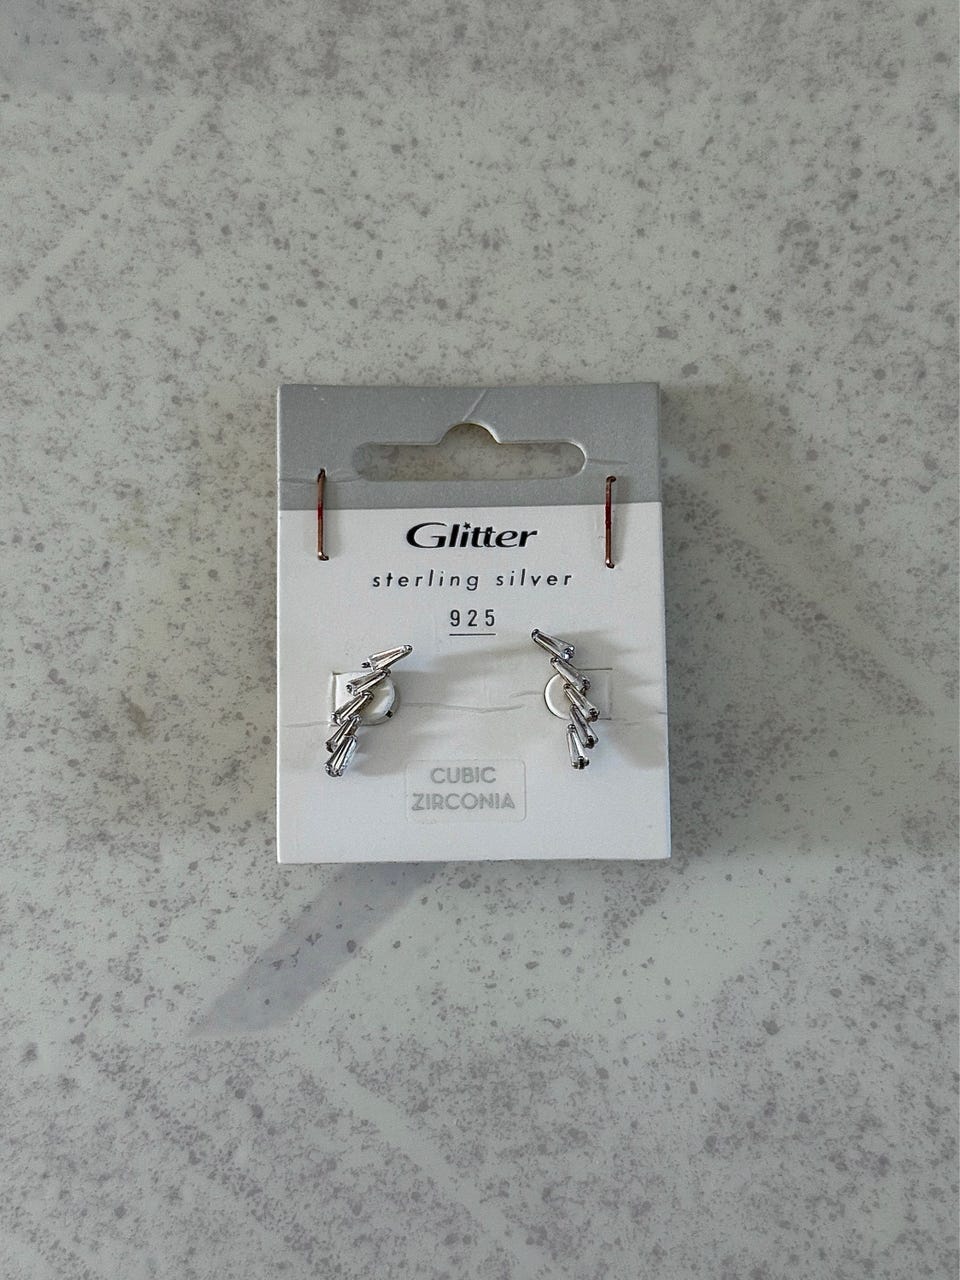 Glitter
sterling silver
925
CUBIC
ZIRCONIA